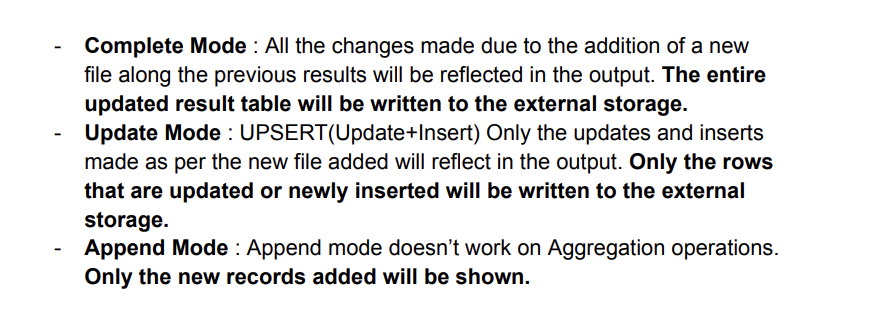 - Complete Mode : All the changes made due to the addition of a new
file along the previous results will be reflected in the output. The entire
updated result table will be written to the external storage.
- Update Mode : UPSERT(Update+Insert) Only the updates and inserts
made as per the new file added will reflect in the output. Only the rows
that are updated or newly inserted will be written to the external
storage.
- Append Mode : Append mode doesn’t work on Aggregation operations.
Only the new records added will be shown.